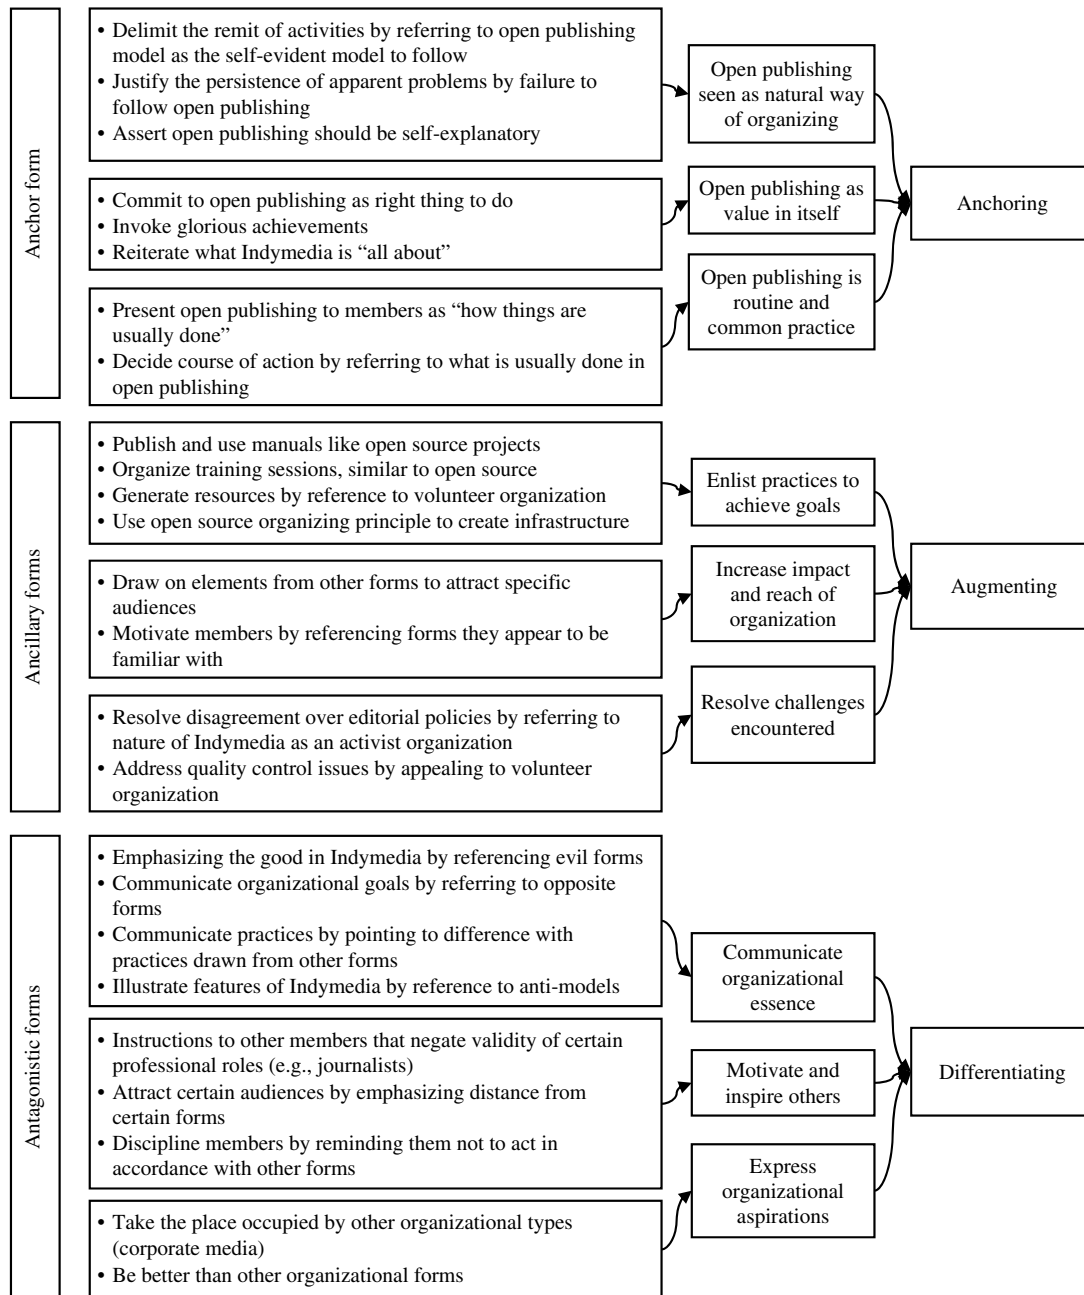 Anchor form
• Delimit the remit of activities by referring to open publishing
model as the self-evident model to follow
• Justify the persistence of apparent problems by failure to
follow open publishing
• Assert open publishing should be self-explanatory
Open publishing
seen as natural way
of organizing
• Commit to open publishing as right thing to do
• Invoke glorious achievements
• Reiterate what Indymedia is “all about”
Open publishing as
value in itself
• Present open publishing to members as “how things are
usually done”
• Decide course of action by referring to what is usually done in
open publishing
Open publishing is
routine and
common practice
Anchoring
Ancillary forms
• Publish and use manuals like open source projects
• Organize training sessions, similar to open source
• Generate resources by reference to volunteer organization
• Use open source organizing principle to create infrastructure
Enlist practices to
achieve goals
• Draw on elements from other forms to attract specific
audiences
• Motivate members by referencing forms they appear to be
familiar with
Increase impact
and reach of
organization
• Resolve disagreement over editorial policies by referring to
nature of Indymedia as an activist organization
• Address quality control issues by appealing to volunteer
organization
Resolve challenges
encountered
Augmenting
Antagonistic forms
• Emphasizing the good in Indymedia by referencing evil forms
• Communicate organizational goals by referring to opposite
forms
• Communicate practices by pointing to difference with
practices drawn from other forms
• Illustrate features of Indymedia by reference to anti-models
Communicate
organizational
essence
• Instructions to other members that negate validity of certain
professional roles (e.g., journalists)
• Attract certain audiences by emphasizing distance from
certain forms
• Discipline members by reminding them not to act in
accordance with other forms
Motivate and
inspire others
• Take the place occupied by other organizational types
(corporate media)
• Be better than other organizational forms
Express
organizational
aspirations
Differentiating